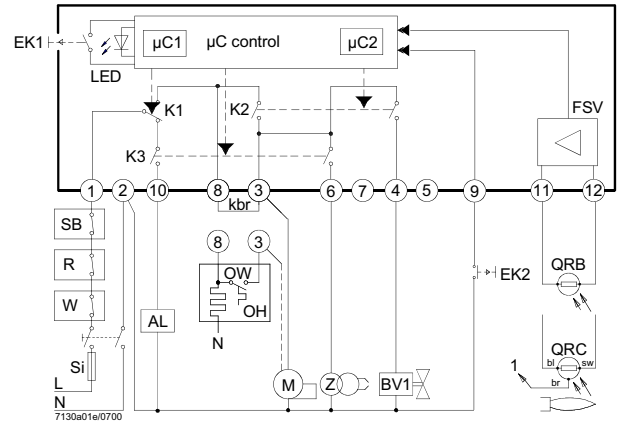 EK1
LED
µC1
µC control
µC2
K1
K2
FSV
K3
1
2
10
8
3
6
7
4
5
9
11
12
kbr
SB
R
W
Si
L
N
7130a01e/0700
AL
8
3
OW
OH
N
M
Z
BV1
EK2
QRB
QRC
bl
sw
br
1